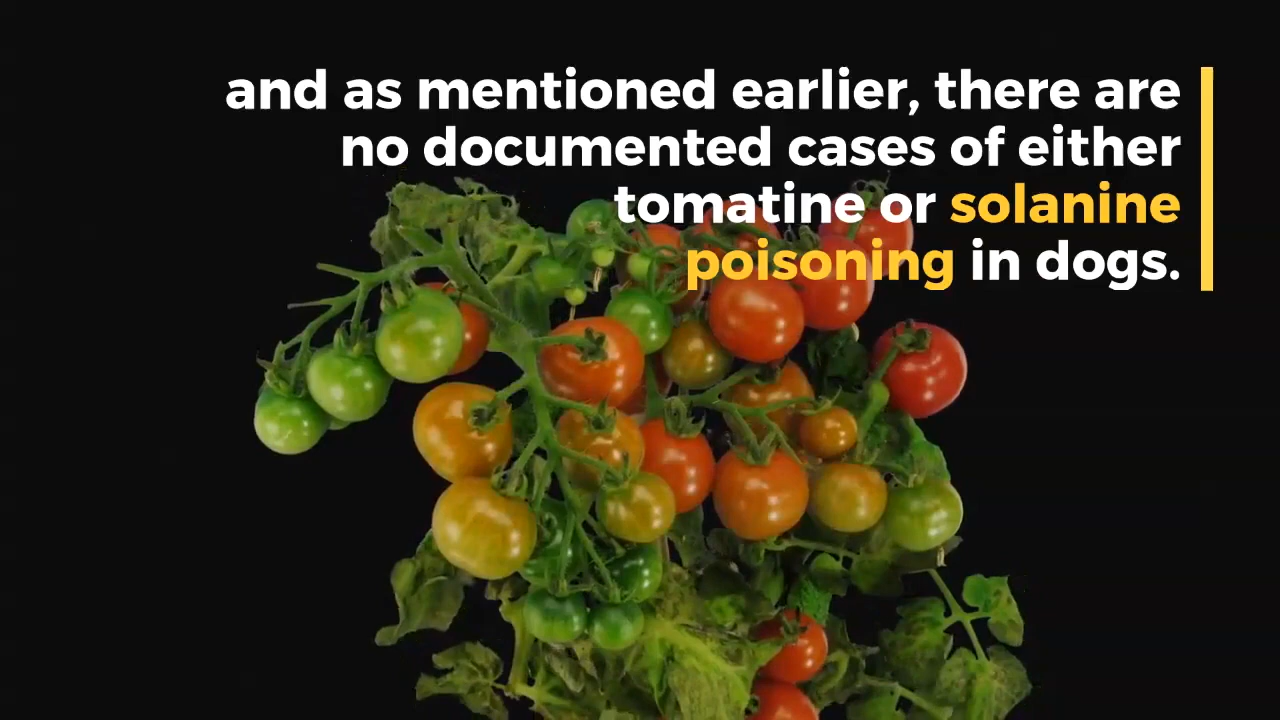 and as mentioned earlier, there are
no documented cases of either
tomatine or solanine
poisoning in dogs.